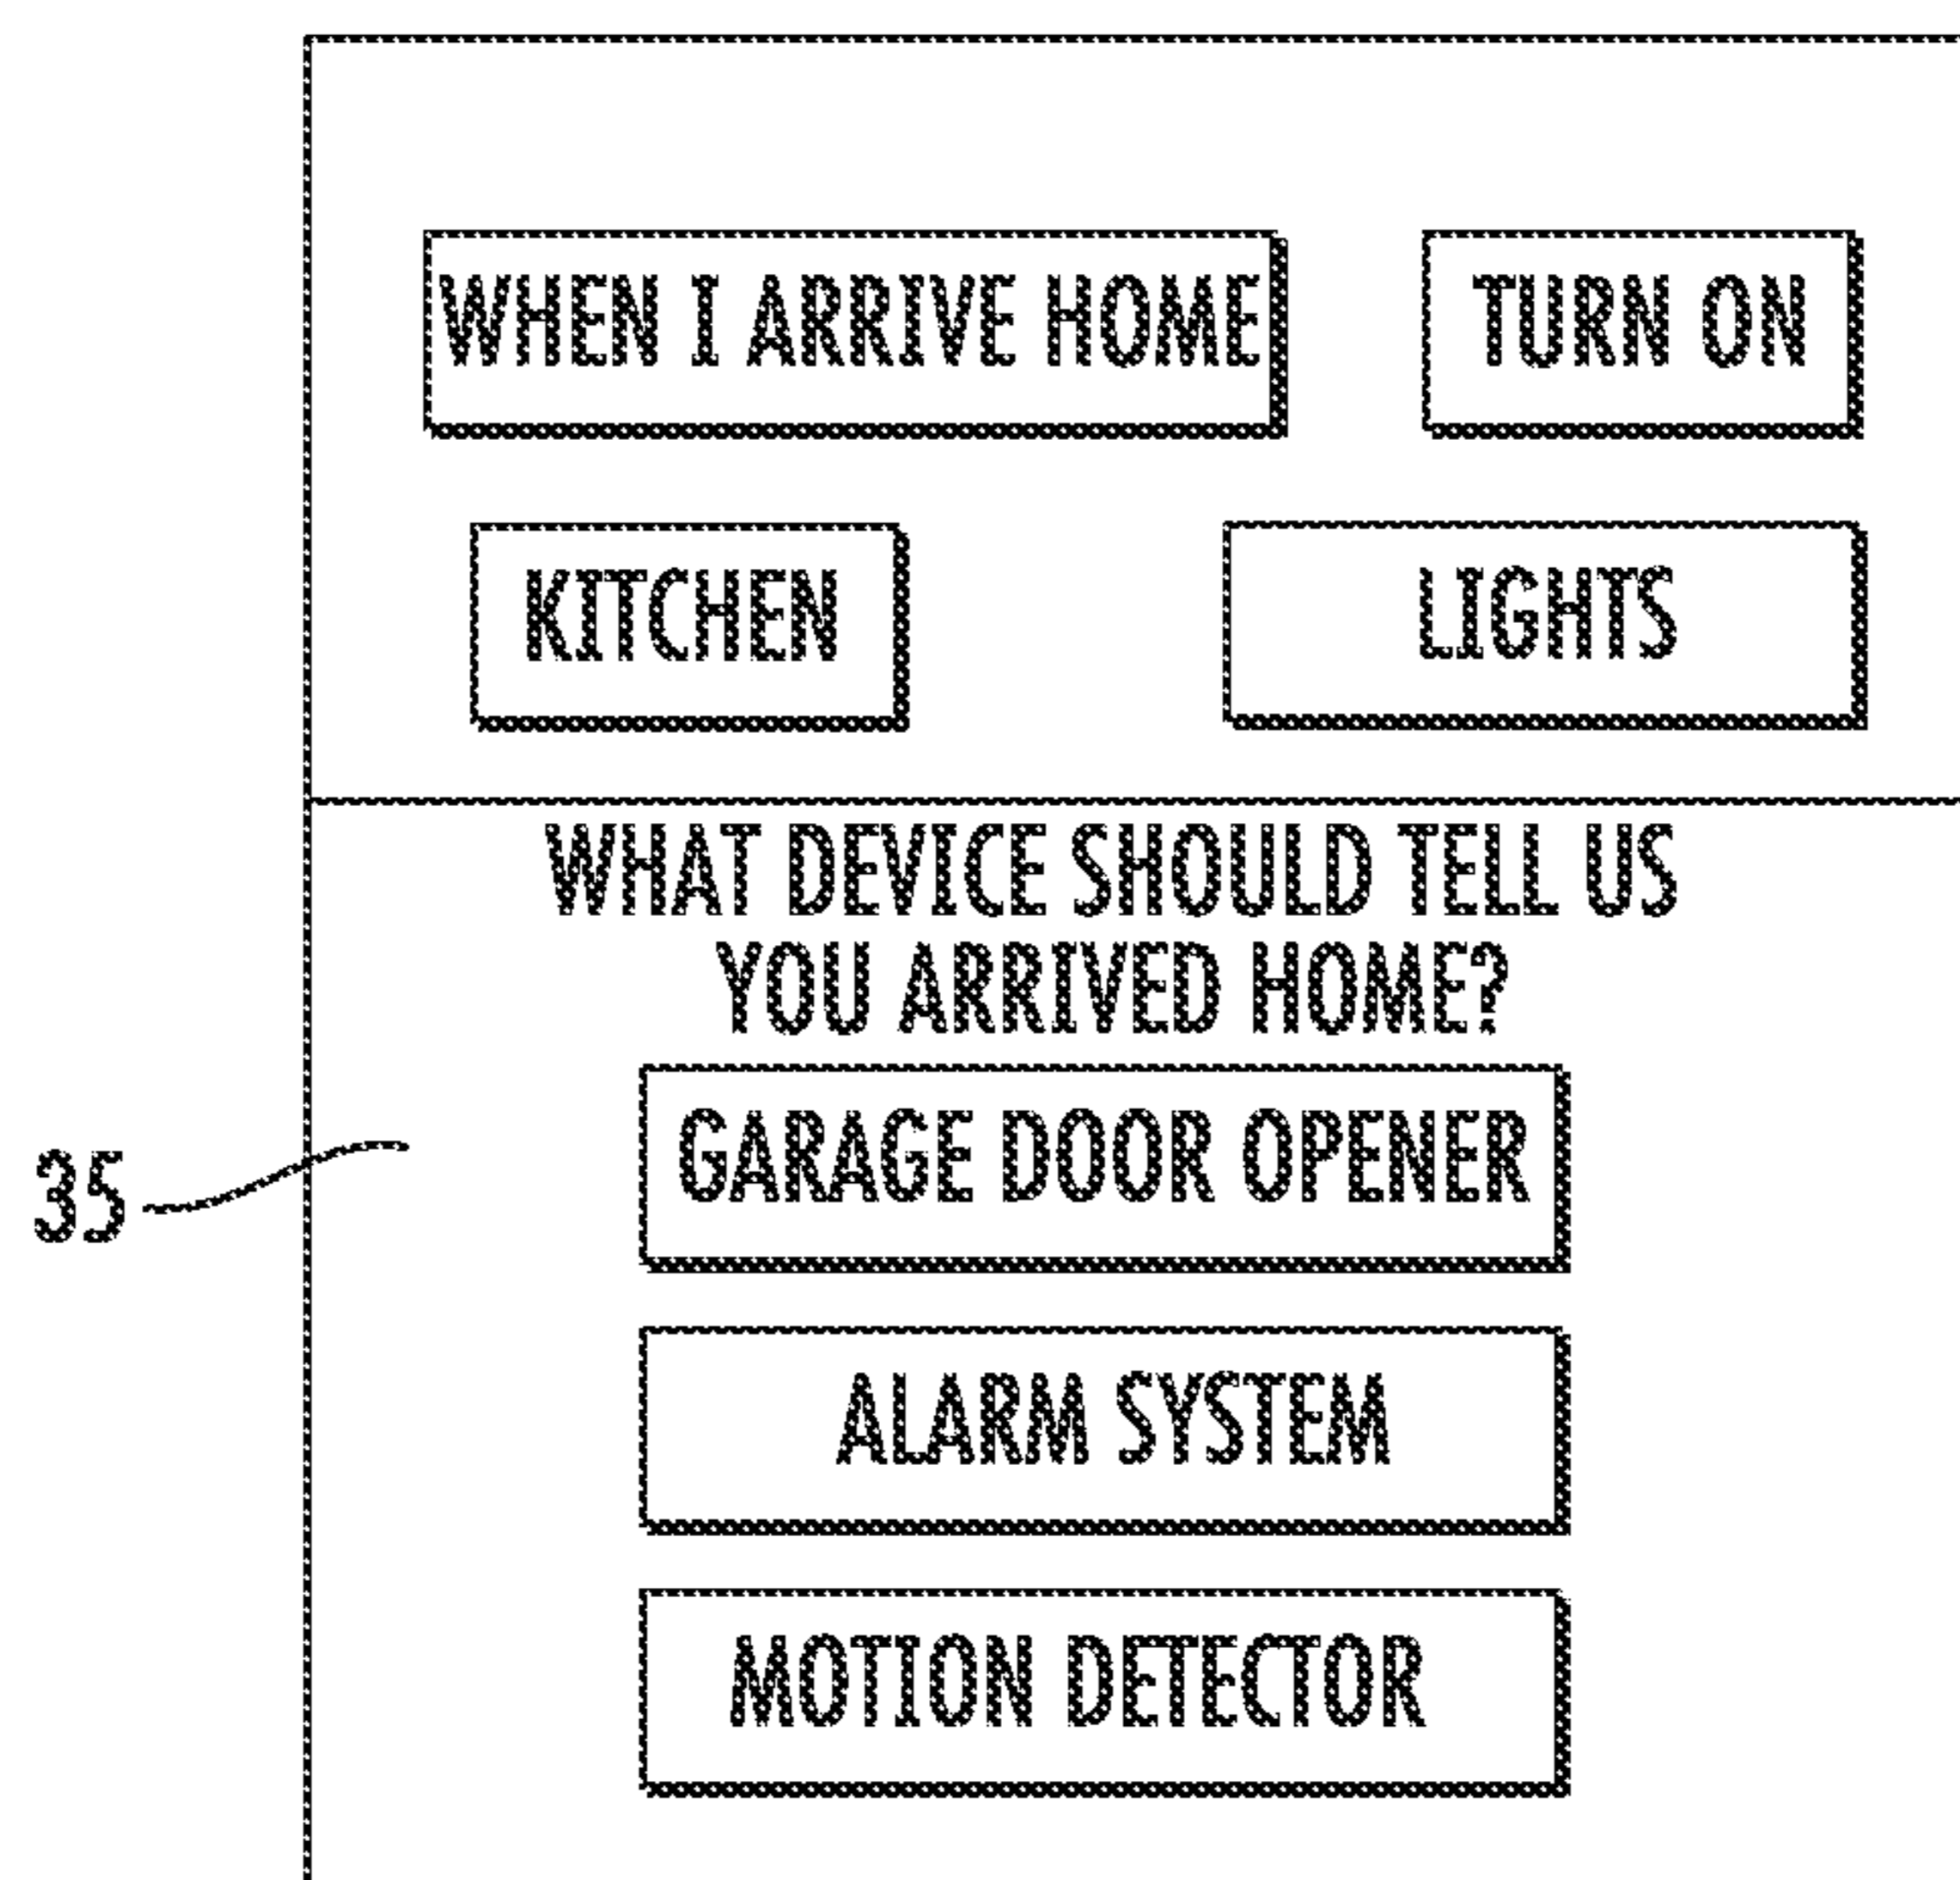 WHEN I ARRIVE HOME TURN ON
KITCHEN LIGHTS
WHAT DEVICE SHOULD TELL US
YOU ARRIVED HOME?
GARAGE DOOR OPENER
35
ALARM SYSTEM
MOTION DETECTOR